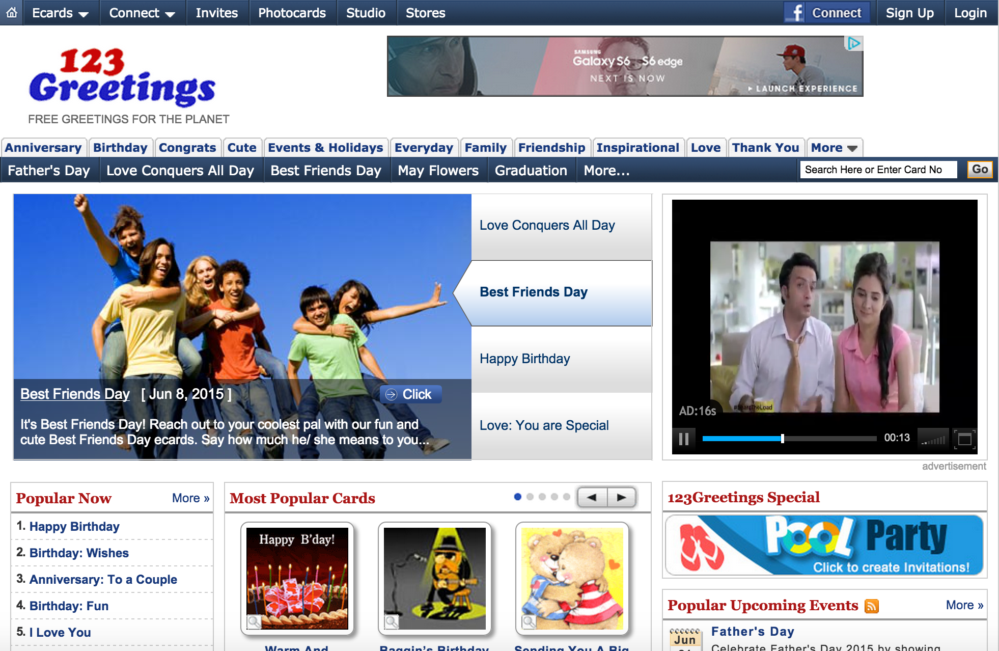 Ecards Connect Invites Photocards Studio Stores f Connect Sign Up Login
123
Greetings
FREE GREETINGS FOR THE PLANET
SAMSUNG
Galaxy S6 S6 edge
NEXT IS NOW
LAUNCH EXPERIENCE
Anniversary Birthday Congrats Cute Events & Holidays Everyday Family Friendship Inspirational Love Thank You More
Father's Day Love Conquers All Day Best Friends Day May Flowers Graduation More... Search Here or Enter Card No Go
Best Friends Day [ Jun 8, 2015 ] Click
It's Best Friends Day! Reach out to your coolest pal with our fun and
cute Best Friends Day ecards. Say how much he/ she means to you...
Love Conquers All Day
Best Friends Day
Happy Birthday
Love: You are Special
#ShareTheLoad
AD:16s
00:13
advertisement
Popular Now More »
1. Happy Birthday
2. Birthday: Wishes
3. Anniversary: To a Couple
4. Birthday: Fun
5. I Love You
Most Popular Cards
Happy B'day!
Warm And Baggin's Birthday Sending You A Big
123Greetings Special
POOL Party
Click to create Invitations!
Popular Upcoming Events More »
Jun
Father's Day
Celebrate Father's Day 2015 by showing